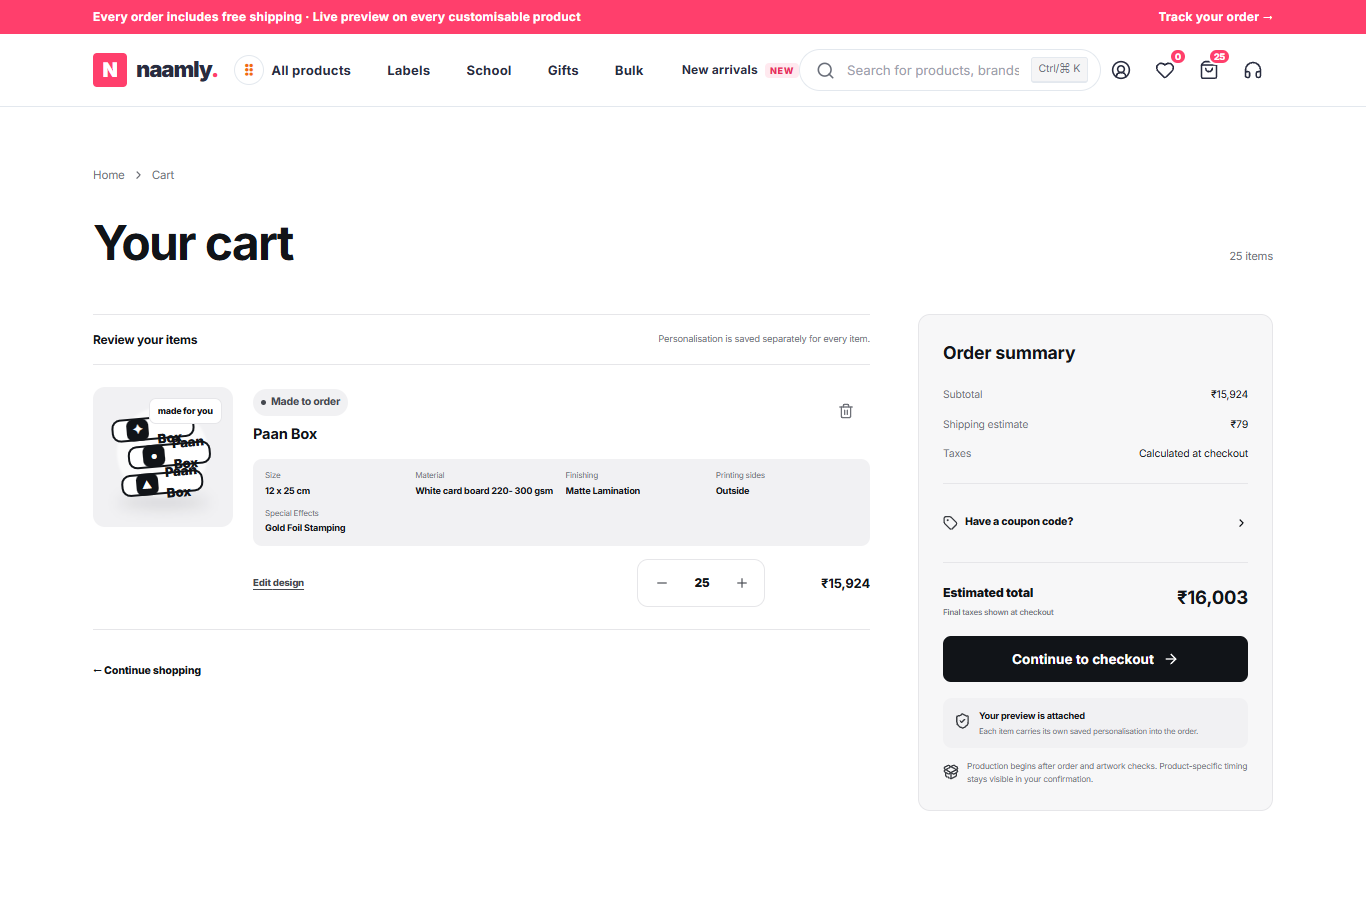 Every order includes free shipping · Live preview on every customisable product
Track your order →
N naamly.
All products
Labels
School
Gifts
Bulk
New arrivals NEW
Search for products, brands
Ctrl/⌘ K
0
25
Home > Cart
Your cart
25 items
Review your items
Personalisation is saved separately for every item.
made for you
Box
Paan
Box
Paan
Box
• Made to order
Paan Box
Size
12 x 25 cm
Material
White card board 220- 300 gsm
Finishing
Matte Lamination
Printing sides
Outside
Special Effects
Gold Foil Stamping
Edit design
− 25 +
₹15,924
← Continue shopping
Order summary
Subtotal ₹15,924
Shipping estimate ₹79
Taxes Calculated at checkout
Have a coupon code?
Estimated total ₹16,003
Final taxes shown at checkout
Continue to checkout →
Your preview is attached
Each item carries its own saved personalisation into the order.
Production begins after order and artwork checks. Product-specific timing
stays visible in your confirmation.